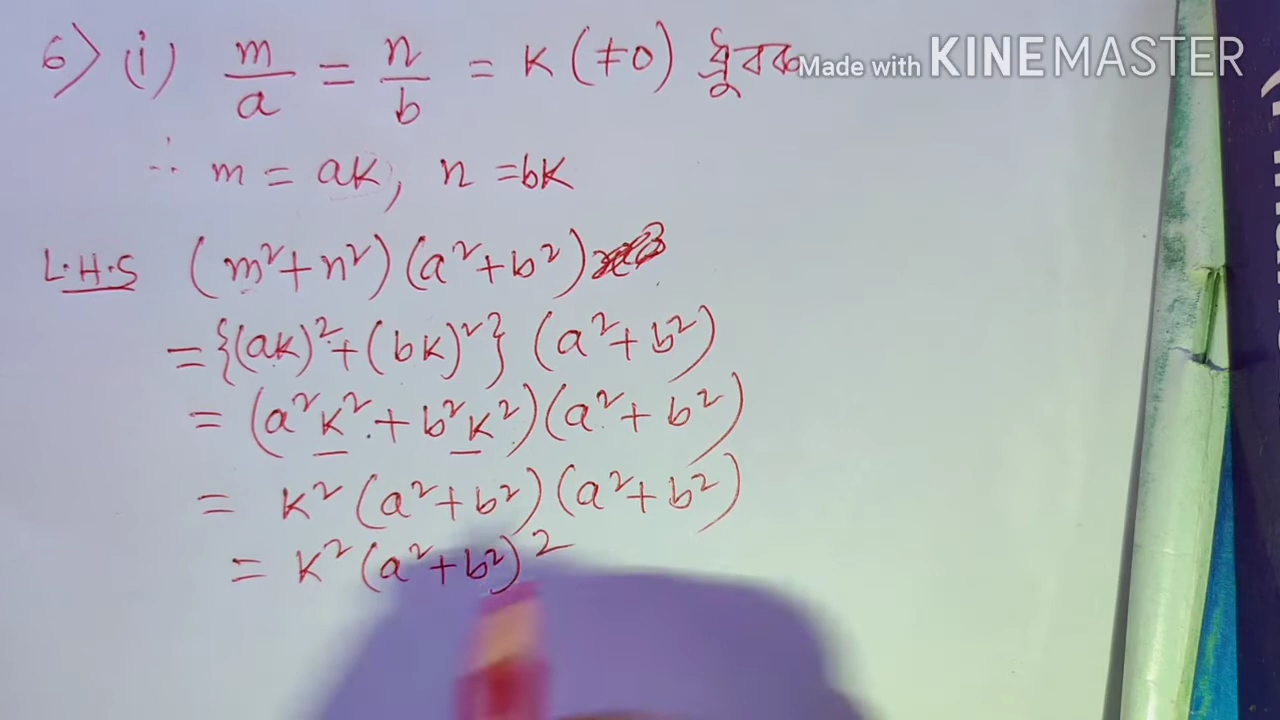 6> (i) m/a = n/b = K (≠0) ধ্রুবক
Made with KINEMASTER
∴ m = aK, n = bK
L.H.S (m²+n²)(a²+b²)
= {(aK)²+(bK)²} (a²+b²)
= (a²K²+b²K²)(a²+b²)
= K²(a²+b²)(a²+b²)
= K²(a²+b²)²